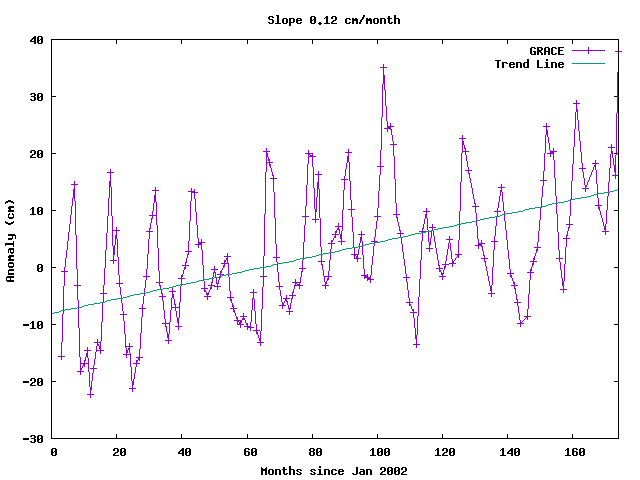 Slope 0.12 cm/month
GRACE
Trend Line
40
30
20
10
0
-10
-20
-30
Anomaly (cm)
0 20 40 60 80 100 120 140 160
Months since Jan 2002